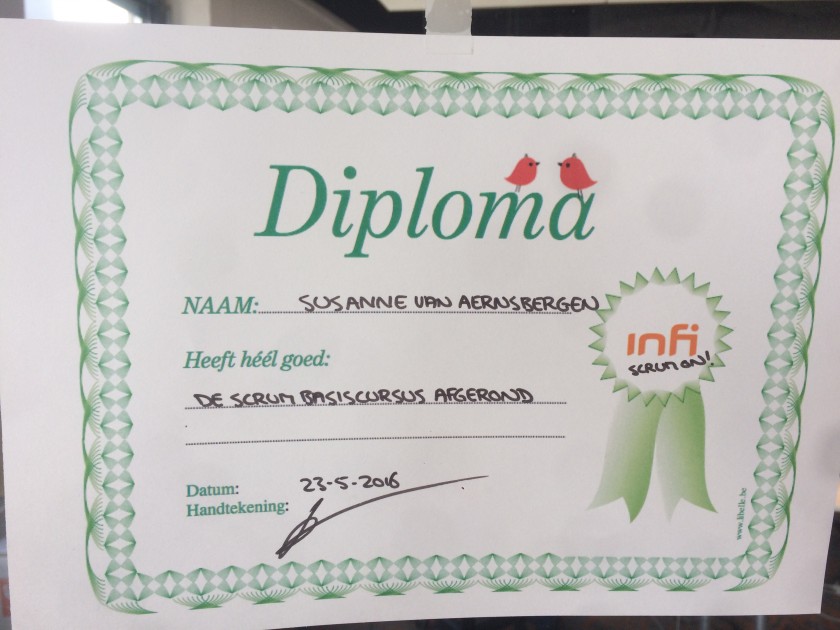 Diploma
NAAM: SUSANNE VAN AERNSBERGEN
Heeft héél goed:
DE SCRUM BASISCURSUS AFGEROND
Datum: 23-5-2016
Handtekening:
infi
SCRUM ON!
www.libelle.be